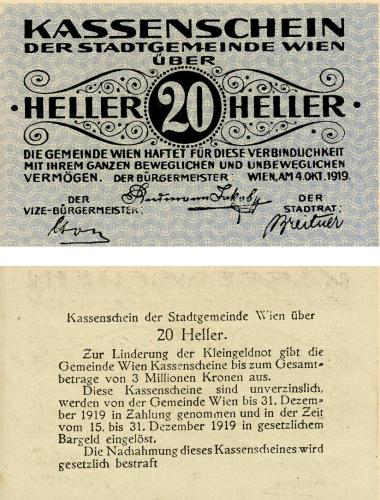 KASSENSCHEIN
DER STADTGEMEINDE WIEN
ÜBER
· HELLER 20 HELLER ·
DIE GEMEINDE WIEN HAFTET FÜR DIESE VERBINDLICHKEIT
MIT IHREM GANZEN BEWEGLICHEN UND UNBEWEGLICHEN
VERMÖGEN. DER BÜRGERMEISTER: WIEN, AM 4. OKT. 1919.
DER
VIZE-BÜRGERMEISTER:
Reumann Jakob
DER
STADTRAT:
Breitner
Kassenschein der Stadtgemeinde Wien über
20 Heller.
Zur Linderung der Kleingeldnot gibt die
Gemeinde Wien Kassenscheine bis zum Gesamt-
betrage von 3 Millionen Kronen aus.
Diese Kassenscheine sind unverzinslich,
werden von der Gemeinde Wien bis 31. Dezem-
ber 1919 in Zahlung genommen und in der Zeit
vom 15. bis 31. Dezember 1919 in gesetzlichem
Bargeld eingelöst.
Die Nachahmung dieses Kassenscheines wird
gesetzlich bestraft